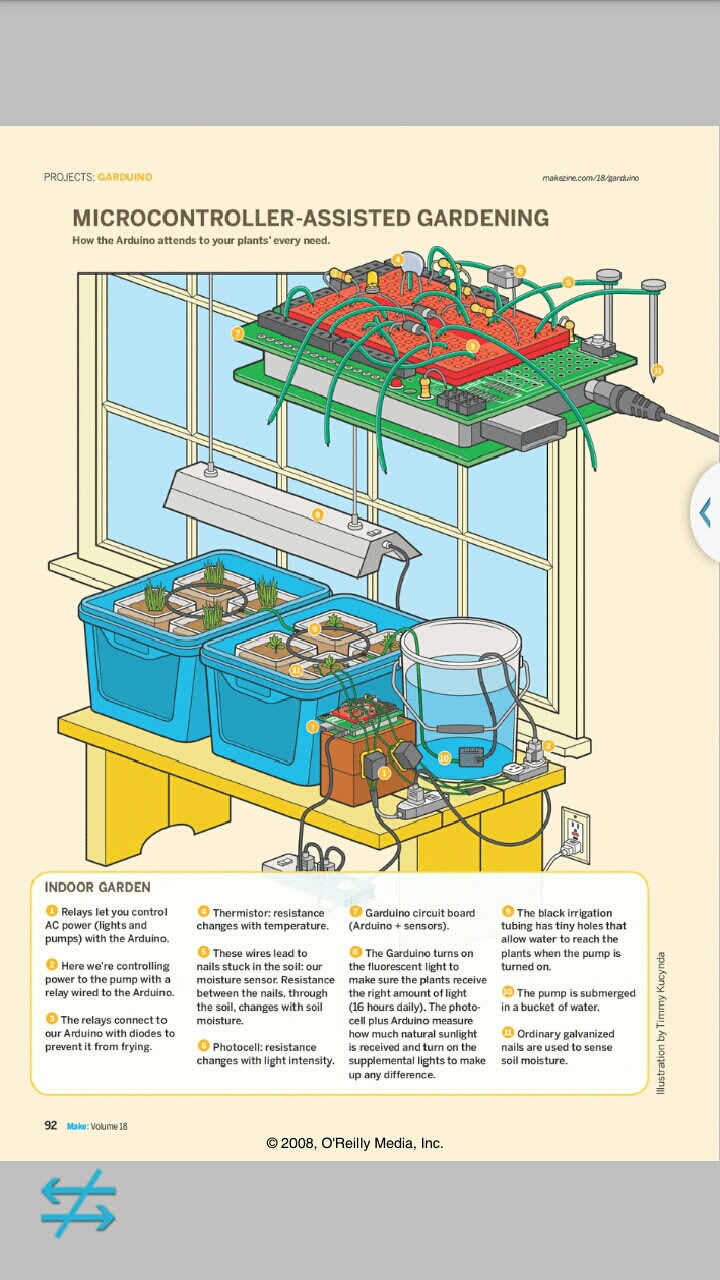 PROJECTS: GARDUINO
makezine.com/18/garduino
MICROCONTROLLER-ASSISTED GARDENING
How the Arduino attends to your plants' every need.
4
6
5
7
3
11
8
9
11
7
2
10
1
INDOOR GARDEN
1 Relays let you control
AC power (lights and
pumps) with the Arduino.
2 Here we're controlling
power to the pump with a
relay wired to the Arduino.
3 The relays connect to
our Arduino with diodes to
prevent it from frying.
4 Thermistor: resistance
changes with temperature.
5 These wires lead to
nails stuck in the soil: our
moisture sensor. Resistance
between the nails, through
the soil, changes with soil
moisture.
6 Photocell: resistance
changes with light intensity.
7 Garduino circuit board
(Arduino + sensors).
8 The Garduino turns on
the fluorescent light to
make sure the plants receive
the right amount of light
(16 hours daily). The photo-
cell plus Arduino measure
how much natural sunlight
is received and turn on the
supplemental lights to make
up any difference.
9 The black irrigation
tubing has tiny holes that
allow water to reach the
plants when the pump is
turned on.
10 The pump is submerged
in a bucket of water.
11 Ordinary galvanized
nails are used to sense
soil moisture.
Illustration by Timmy Kucynda
92 Make: Volume 18
© 2008, O'Reilly Media, Inc.